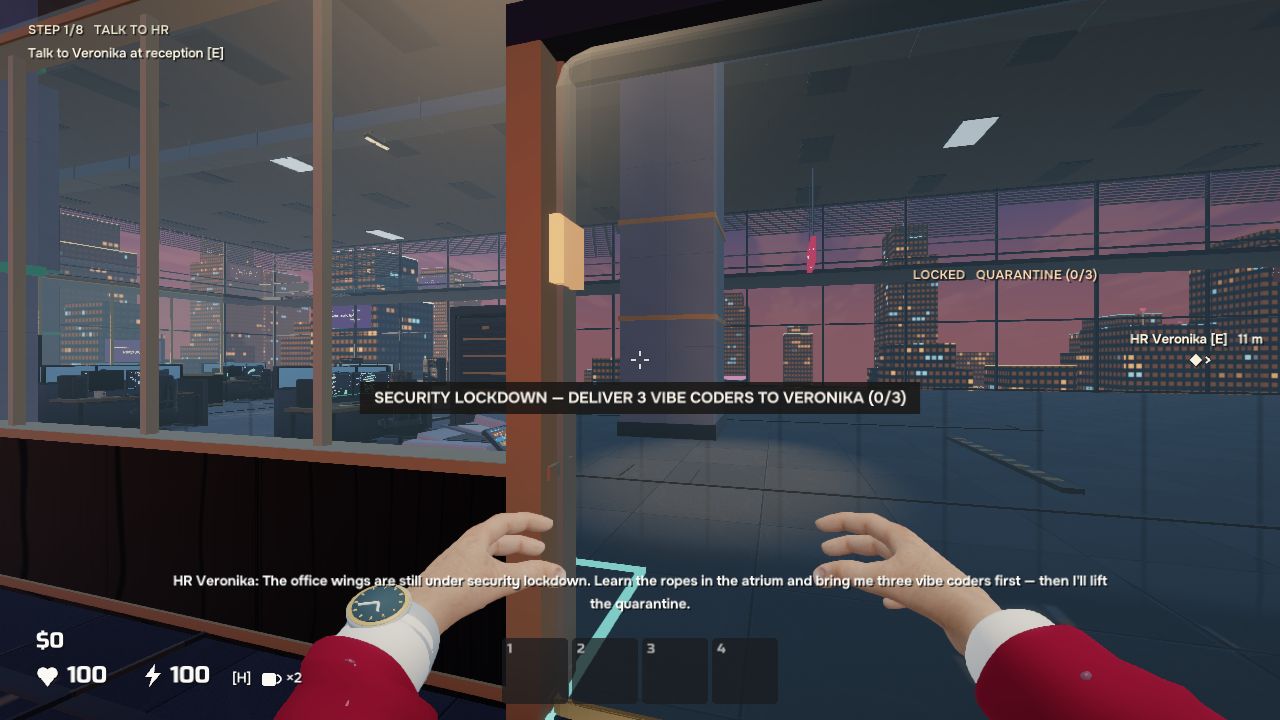 STEP 1/8 TALK TO HR
Talk to Veronika at reception [E]
LOCKED QUARANTINE (0/3)
HR Veronika [E] 11 m
SECURITY LOCKDOWN — DELIVER 3 VIBE CODERS TO VERONIKA (0/3)
HR Veronika: The office wings are still under security lockdown. Learn the ropes in the atrium and bring me three vibe coders first — then I'll lift
the quarantine.
$0
100 100 [H] ×2
1 2 3 4